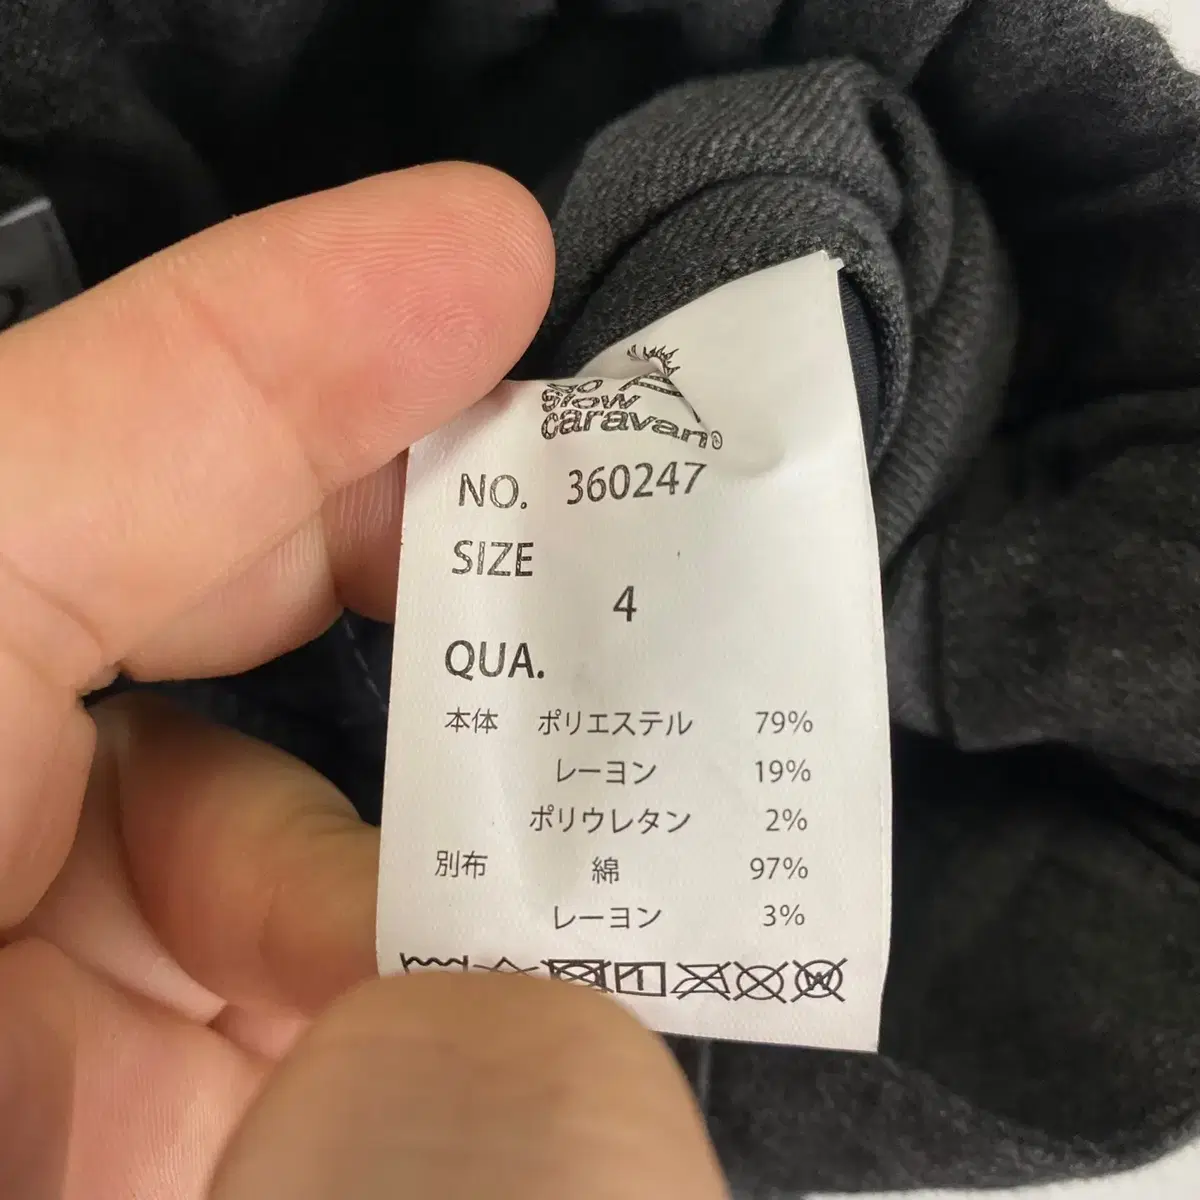 go
slow
caravan®
NO. 360247
SIZE
4
QUA.
本体 ポリエステル 79%
レーヨン 19%
ポリウレタン 2%
別布 綿 97%
レーヨン 3%